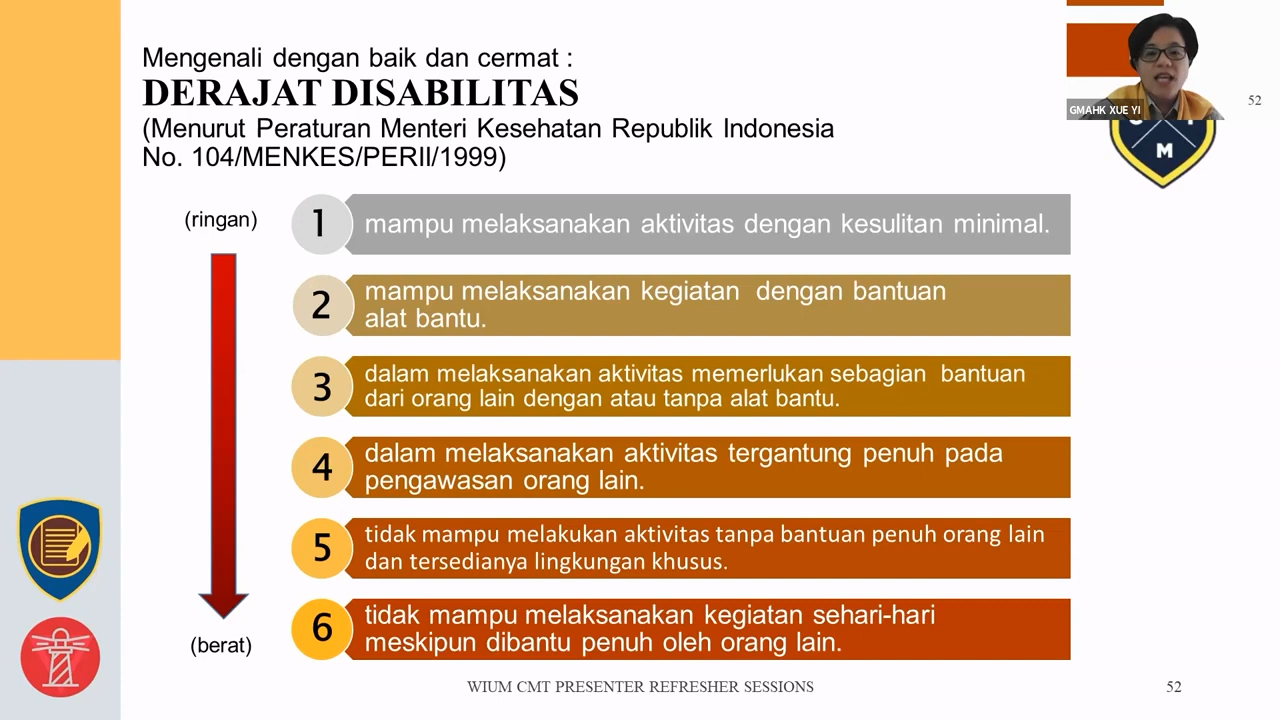 Mengenali dengan baik dan cermat :
DERAJAT DISABILITAS
(Menurut Peraturan Menteri Kesehatan Republik Indonesia
No. 104/MENKES/PERII/1999)
GMAHK XUE YI
52
M
(ringan)
1
mampu melaksanakan aktivitas dengan kesulitan minimal.
2
mampu melaksanakan kegiatan  dengan bantuan
alat bantu.
3
dalam melaksanakan aktivitas memerlukan sebagian  bantuan
dari orang lain dengan atau tanpa alat bantu.
4
dalam melaksanakan aktivitas tergantung penuh pada
pengawasan orang lain.
5
tidak mampu melakukan aktivitas tanpa bantuan penuh orang lain
dan tersedianya lingkungan khusus.
6
tidak mampu melaksanakan kegiatan sehari-hari
meskipun dibantu penuh oleh orang lain.
(berat)
WIUM CMT PRESENTER REFRESHER SESSIONS
52